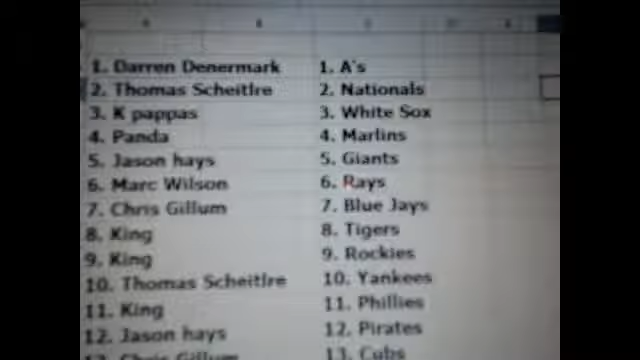 1. Darren Denermark 1. A's
2. Thomas Scheitlre 2. Nationals
3. K pappas 3. White Sox
4. Panda 4. Marlins
5. Jason hays 5. Giants
6. Marc Wilson 6. Rays
7. Chris Gillum 7. Blue Jays
8. King 8. Tigers
9. King 9. Rockies
10. Thomas Scheitlre 10. Yankees
11. King 11. Phillies
12. Jason hays 12. Pirates
13. Chris Gillum 13. Cubs